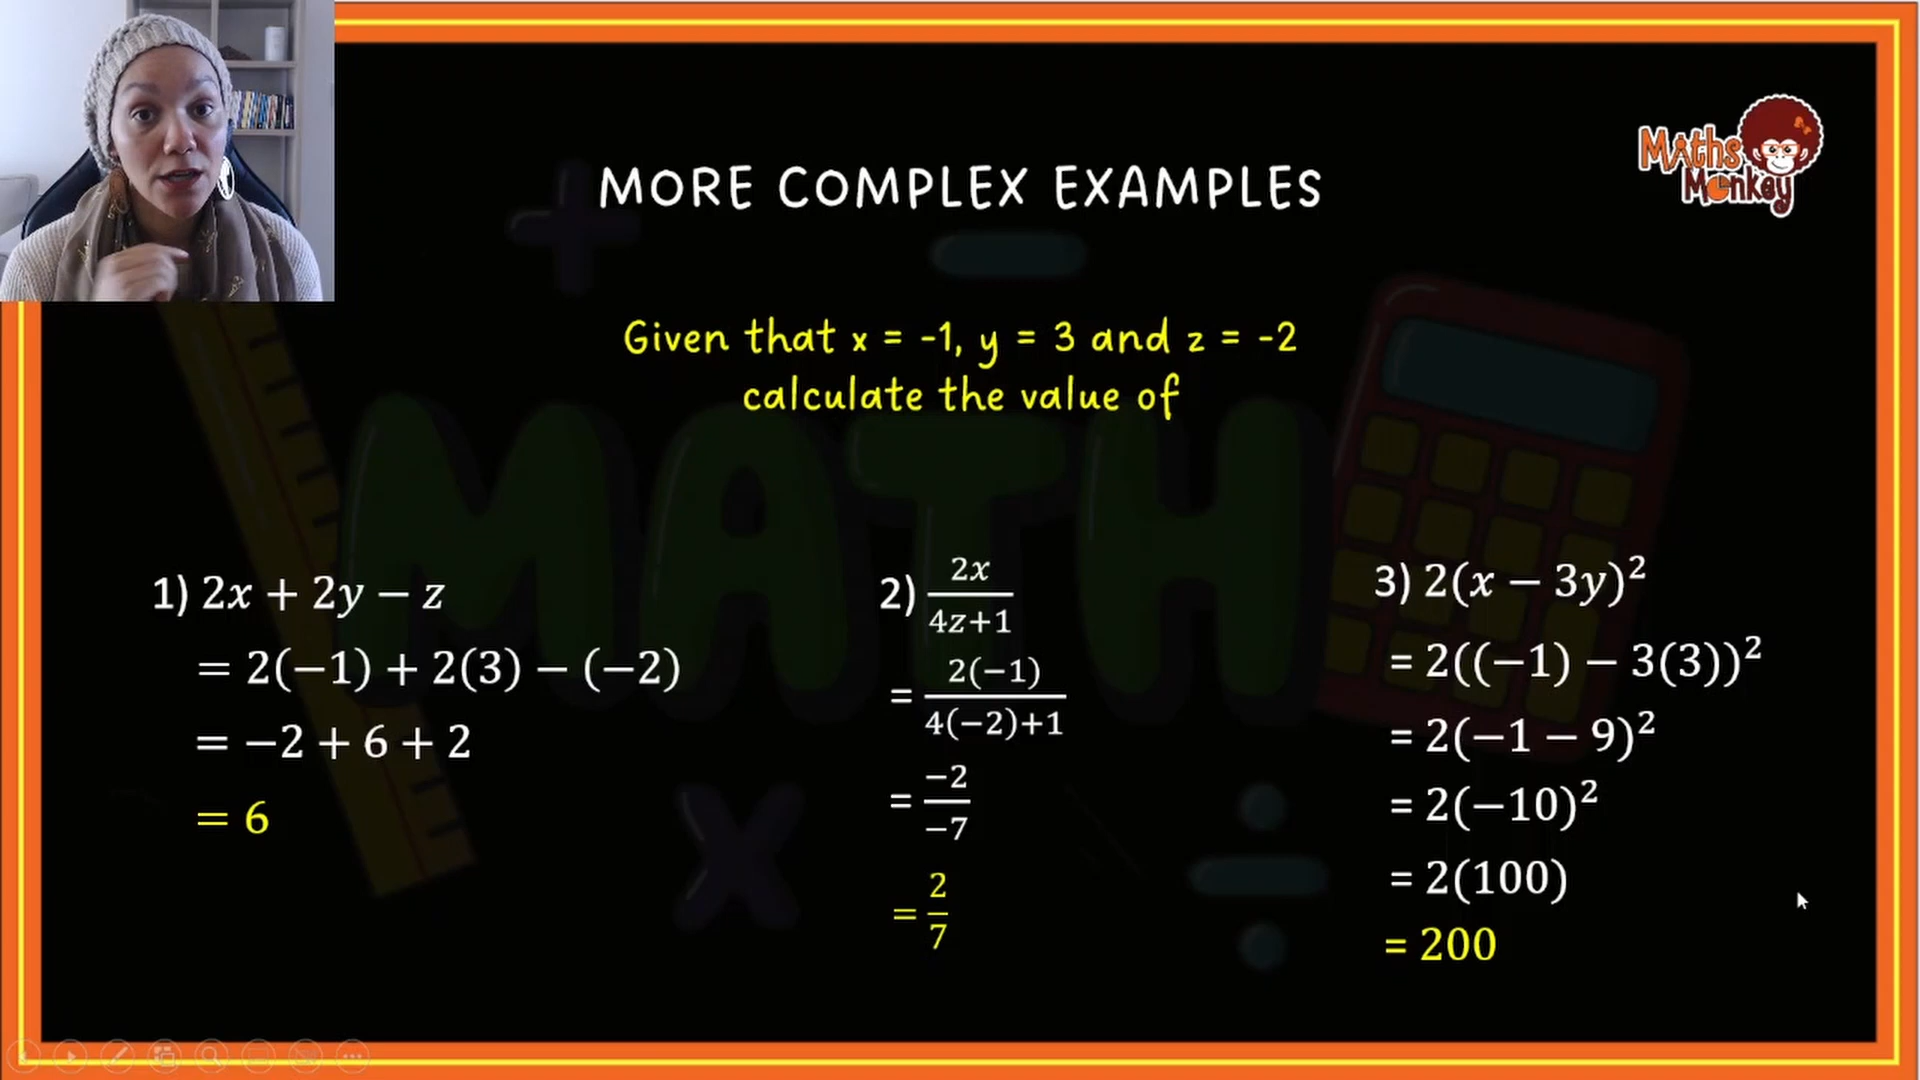 Maths
Monkey
MORE COMPLEX EXAMPLES
Given that x = -1, y = 3 and z = -2
calculate the value of
MATH
1) 2x + 2y − z
= 2(−1) + 2(3) − (−2)
= −2 + 6 + 2
= 6
2) 2x
4z+1
= 2(−1)
4(−2)+1
= −2
−7
= 2
7
3) 2(x − 3y)²
= 2((−1) − 3(3))²
= 2(−1 − 9)²
= 2(−10)²
= 2(100)
= 200